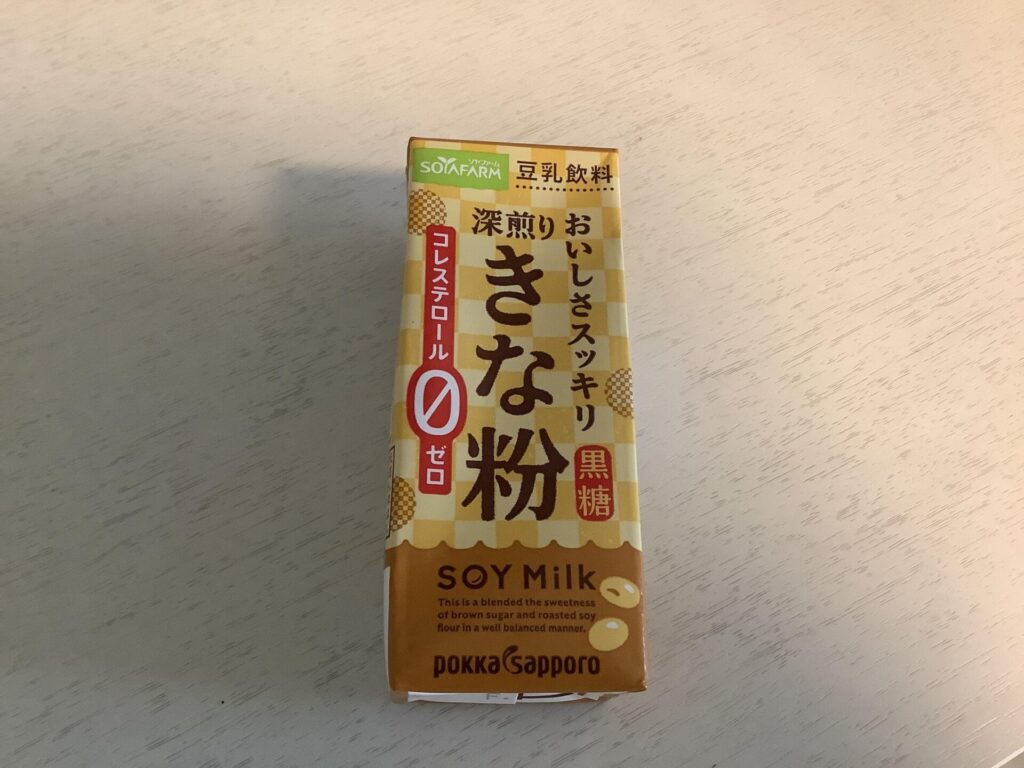 ソヤファーム
SOYAFARM
豆乳飲料
おいしさスッキリ
黒糖
深煎り
きな粉
コレステロール
0
ゼロ
SOY Milk
This is a blended the sweetness
of brown sugar and roasted soy
flour in a well balanced manner.
pokka sapporo